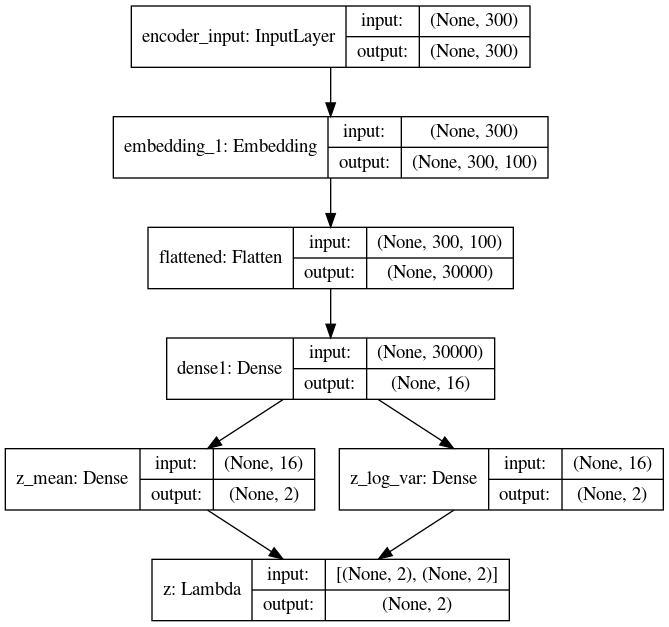 encoder_input: InputLayer
input: (None, 300)
output: (None, 300)
embedding_1: Embedding
input: (None, 300)
output: (None, 300, 100)
flattened: Flatten
input: (None, 300, 100)
output: (None, 30000)
dense1: Dense
input: (None, 30000)
output: (None, 16)
z_mean: Dense
input: (None, 16)
output: (None, 2)
z_log_var: Dense
input: (None, 16)
output: (None, 2)
z: Lambda
input: [(None, 2), (None, 2)]
output: (None, 2)